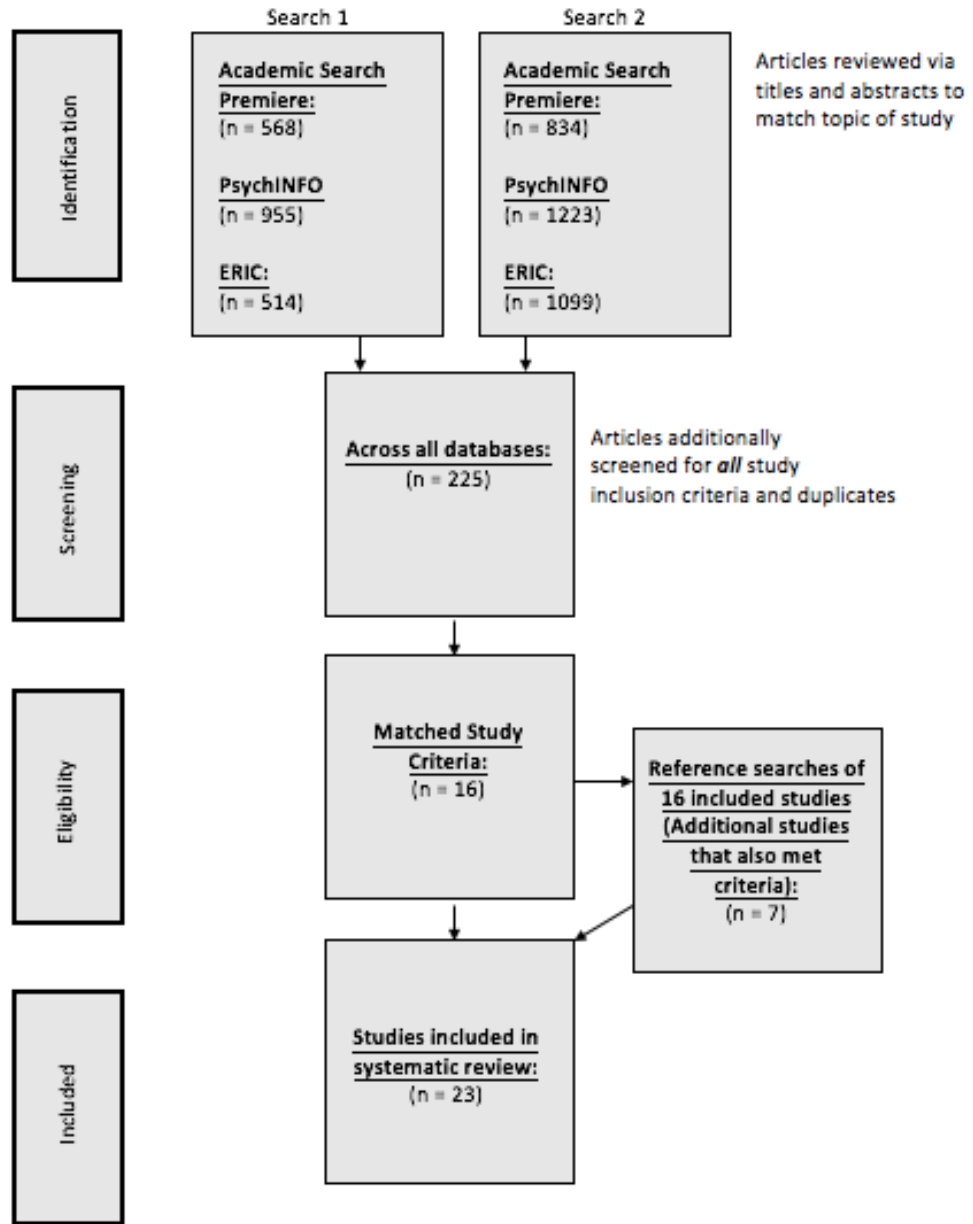 Search 1
Search 2
Identification
Academic Search
Premiere:
(n = 568)
PsychINFO
(n = 955)
ERIC:
(n = 514)
Academic Search
Premiere:
(n = 834)
PsychINFO
(n = 1223)
ERIC:
(n = 1099)
Articles reviewed via
titles and abstracts to
match topic of study
Screening
Across all databases:
(n = 225)
Articles additionally
screened for all study
inclusion criteria and duplicates
Eligibility
Matched Study
Criteria:
(n = 16)
Reference searches of
16 included studies
(Additional studies
that also met
criteria):
(n = 7)
Included
Studies included in
systematic review:
(n = 23)